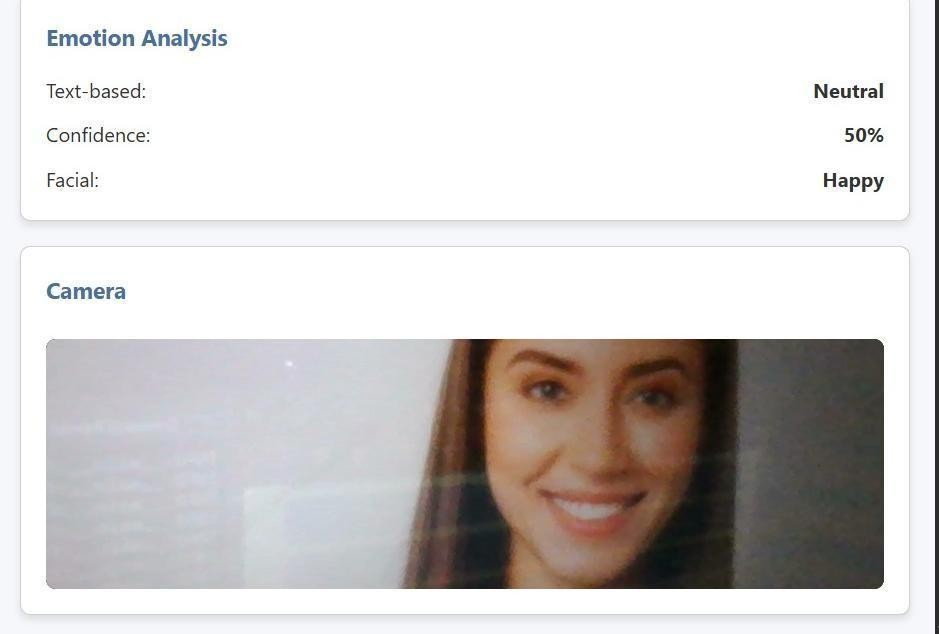 Emotion Analysis
Text-based: Neutral
Confidence: 50%
Facial: Happy
Camera